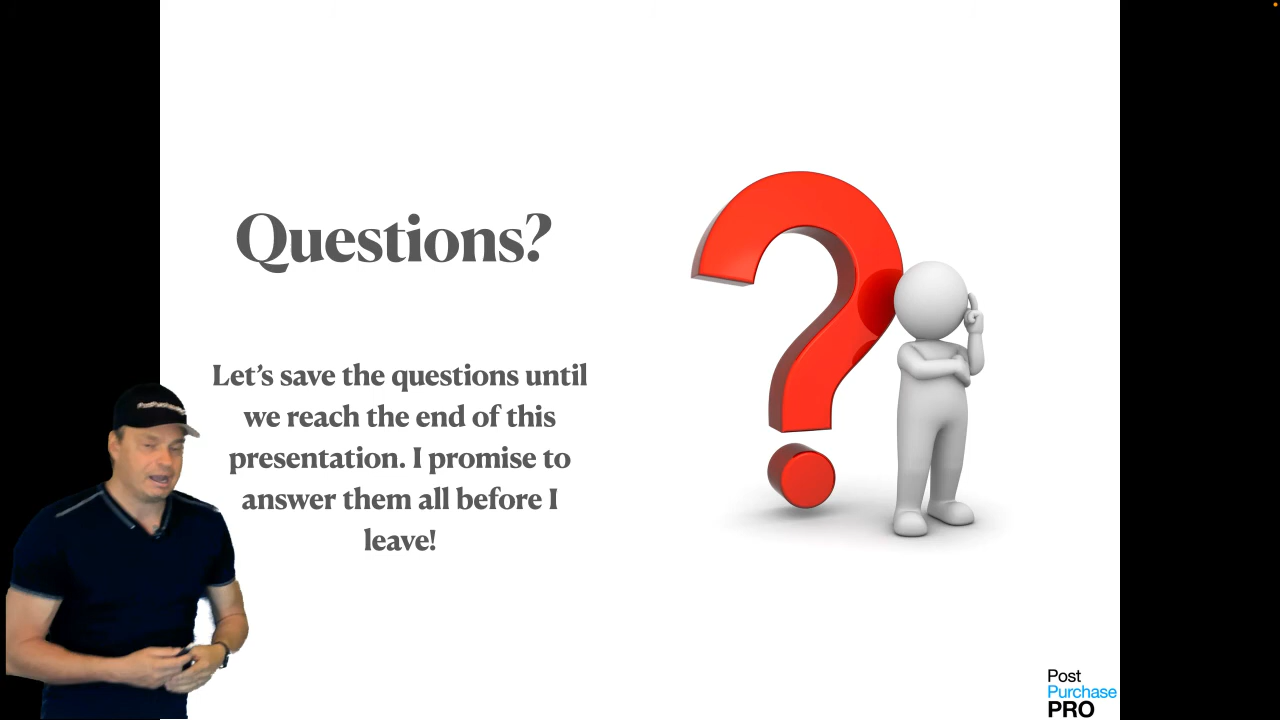 Questions?
Let’s save the questions until
we reach the end of this
presentation. I promise to
answer them all before I
leave!
Post
Purchase
PRO